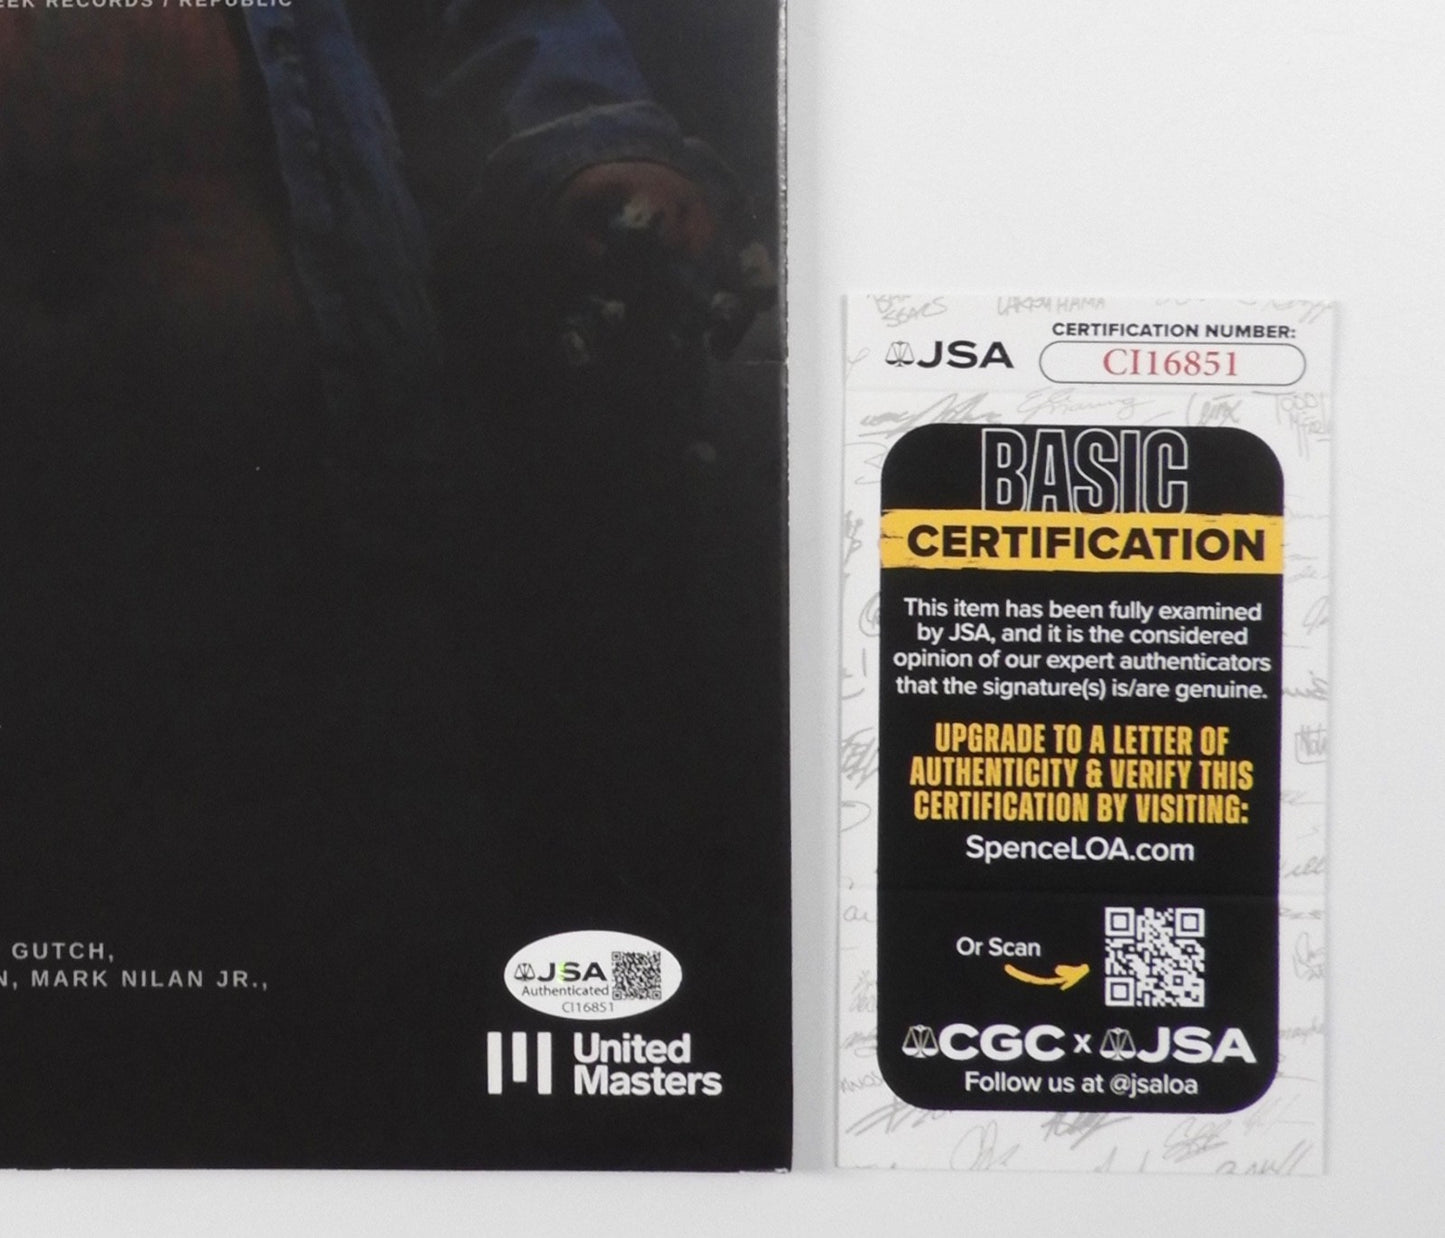 EEK RECORDS / REPUBLIC
GUTCH,
N, MARK NILAN JR.,
JSA
Authenticated
CI16851
United
Masters
JSA
CERTIFICATION NUMBER:
CI16851
BASIC
CERTIFICATION
This item has been fully examined
by JSA, and it is the considered
opinion of our expert authenticators
that the signature(s) is/are genuine.
UPGRADE TO A LETTER OF
AUTHENTICITY & VERIFY THIS
CERTIFICATION BY VISITING:
SpenceLOA.com
Or Scan
CGC x JSA
Follow us at @jsaloa